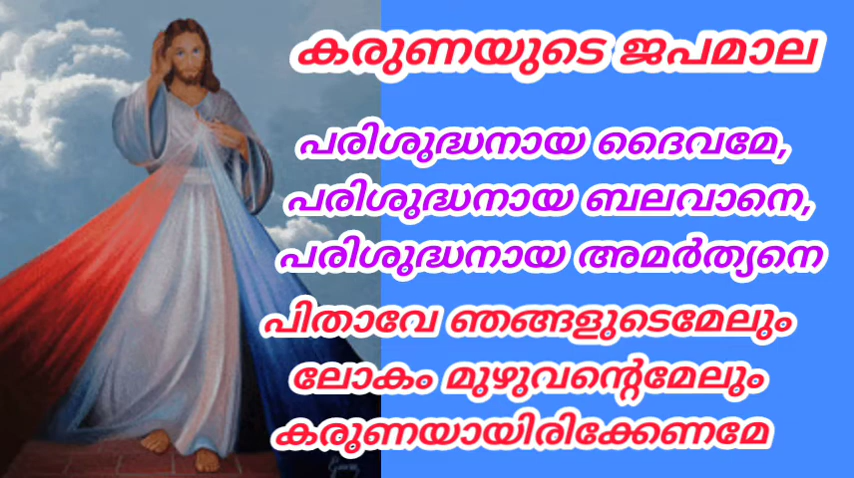 കരുണയുടെ ജപമാല
പരിശുദ്ധനായ ദൈവമേ,
പരിശുദ്ധനായ ബലവാനെ,
പരിശുദ്ധനായ അമർത്യനെ
പിതാവേ ഞങ്ങളുടെമേലും
ലോകം മുഴുവന്റെമേലും
കരുണയായിരിക്കേണമേ